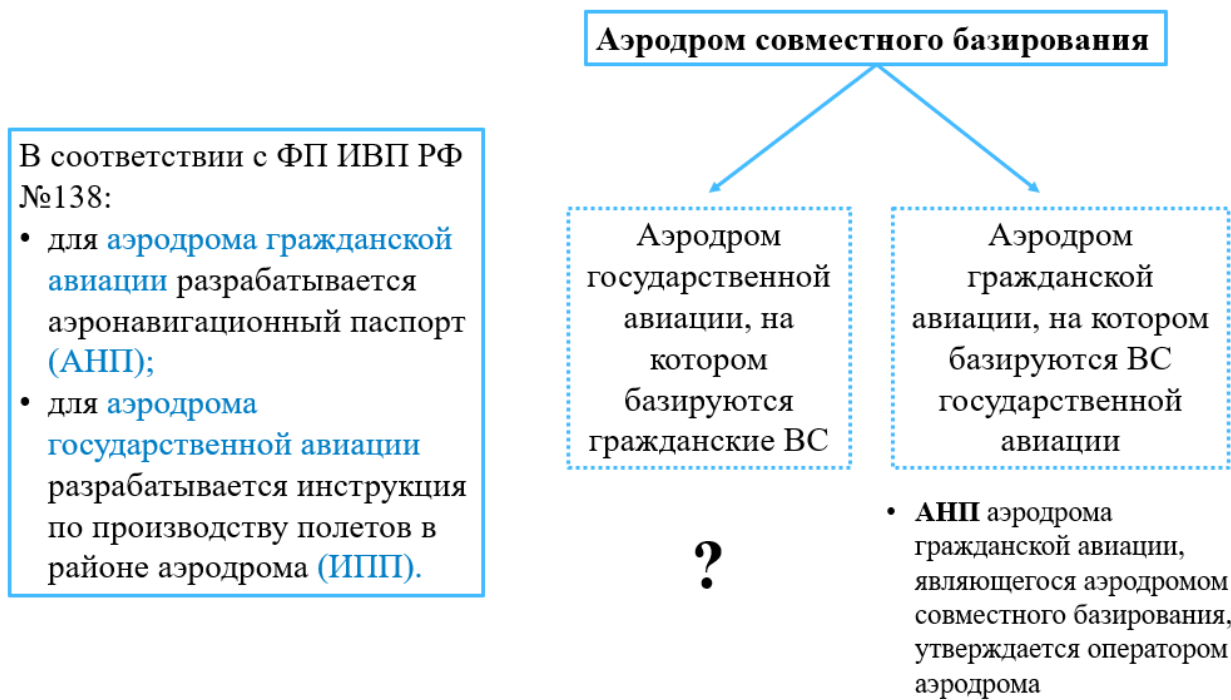 Аэродром совместного базирования
В соответствии с ФП ИВП РФ
№138:
• для аэродрома гражданской
авиации разрабатывается
аэронавигационный паспорт
(АНП);
• для аэродрома
государственной авиации
разрабатывается инструкция
по производству полетов в
районе аэродрома (ИПП).
Аэродром
государственной
авиации, на
котором
базируются
гражданские ВС
?
Аэродром
гражданской
авиации, на котором
базируются ВС
государственной
авиации
• АНП аэродрома
гражданской авиации,
являющегося аэродромом
совместного базирования,
утверждается оператором
аэродрома